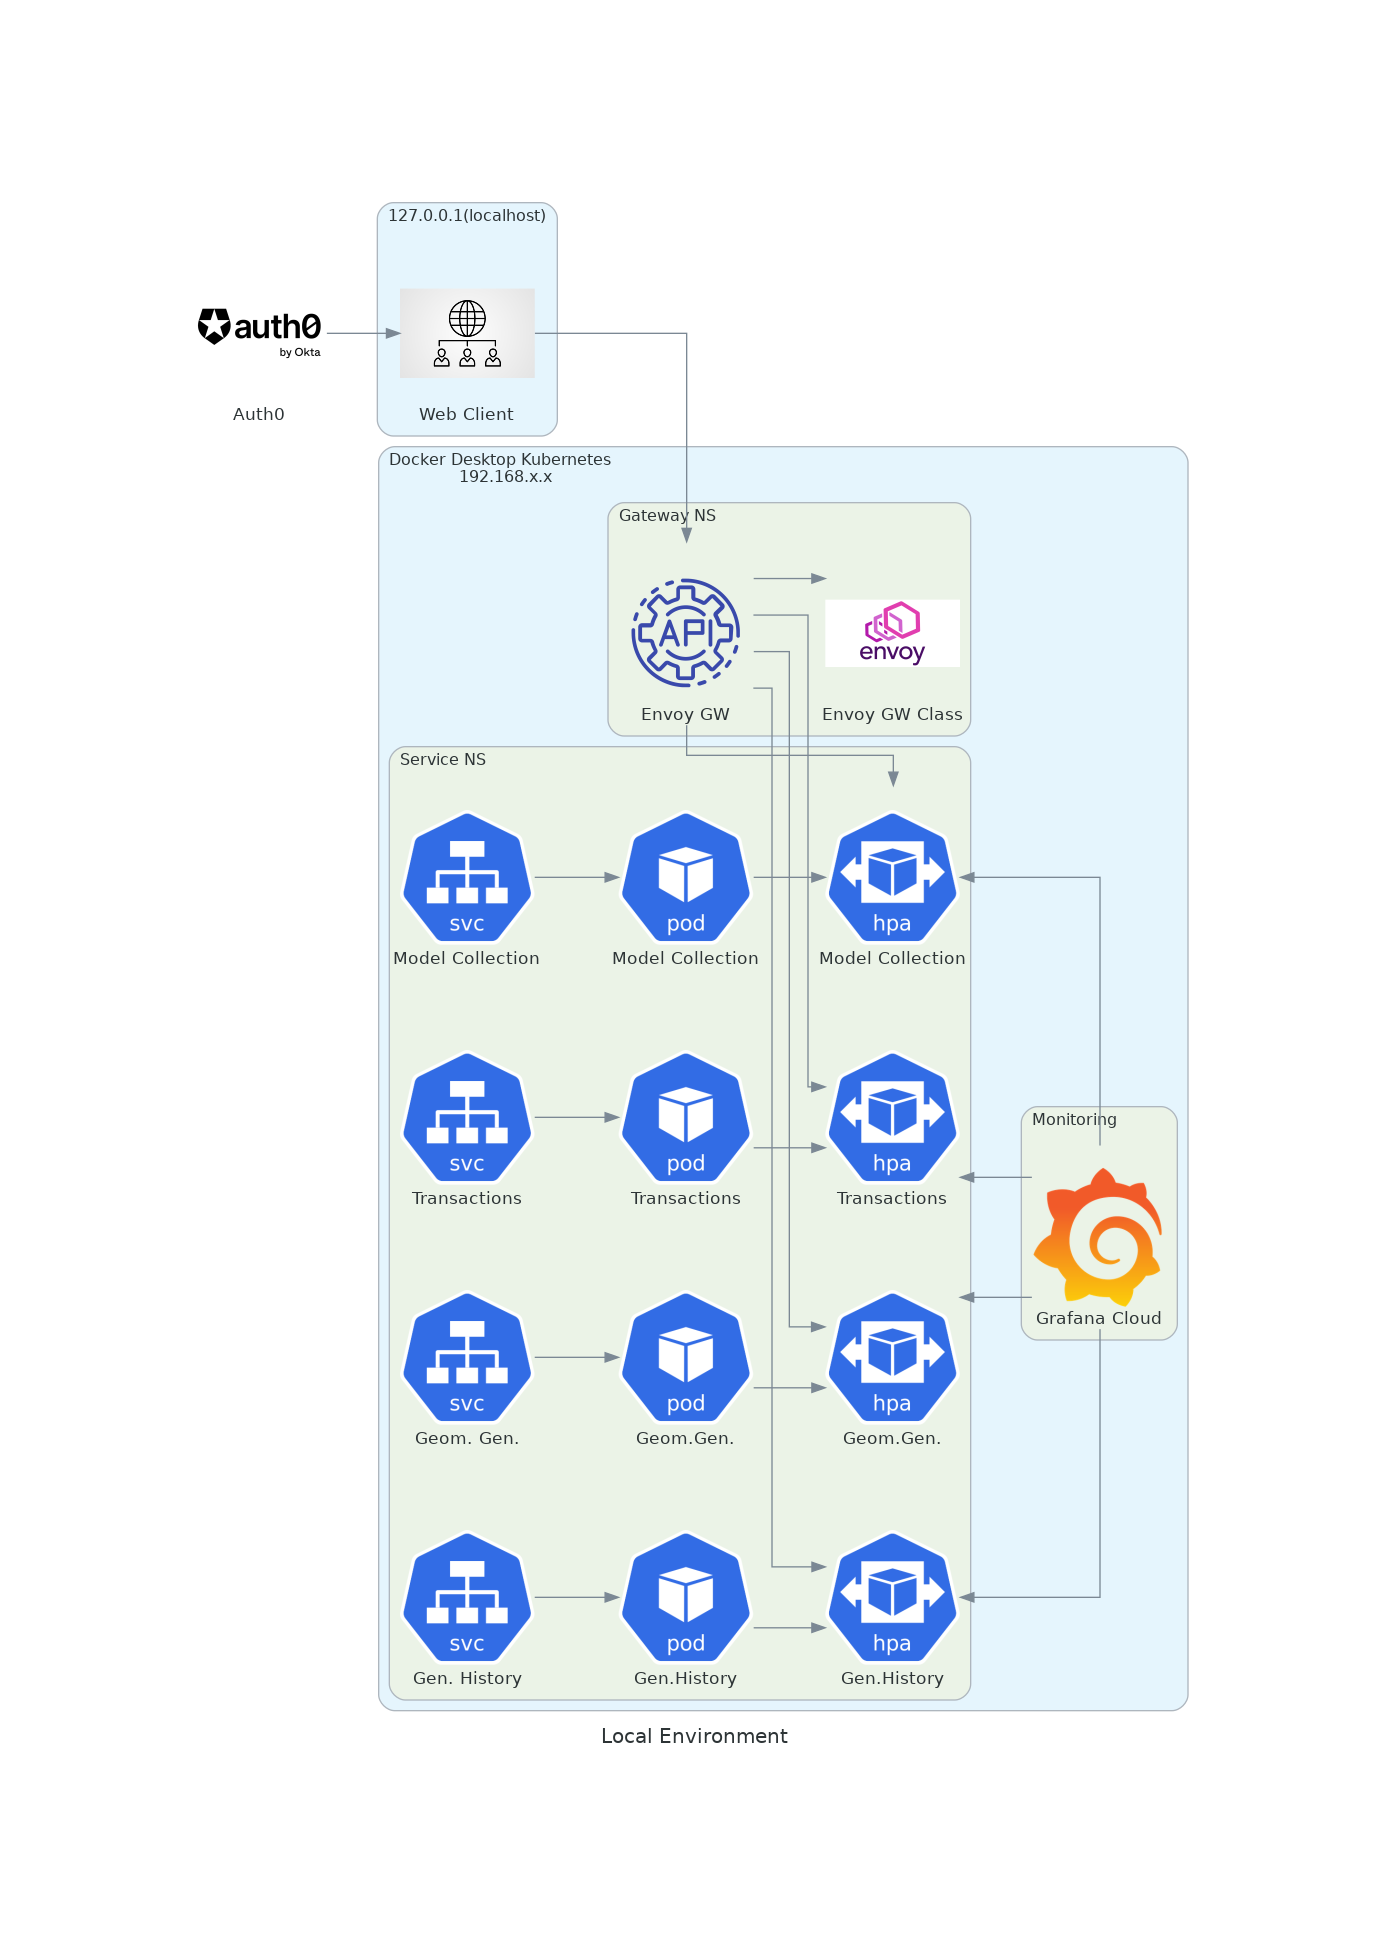 127.0.0.1(localhost)
auth0
by Okta
Auth0
Web Client
Docker Desktop Kubernetes
192.168.x.x
Gateway NS
API
envoy
Envoy GW
Envoy GW Class
Service NS
svc
pod
hpa
Model Collection
Model Collection
Model Collection
Monitoring
svc
pod
hpa
Transactions
Transactions
Transactions
Grafana Cloud
svc
pod
hpa
Geom. Gen.
Geom.Gen.
Geom.Gen.
svc
pod
hpa
Gen. History
Gen.History
Gen.History
Local Environment